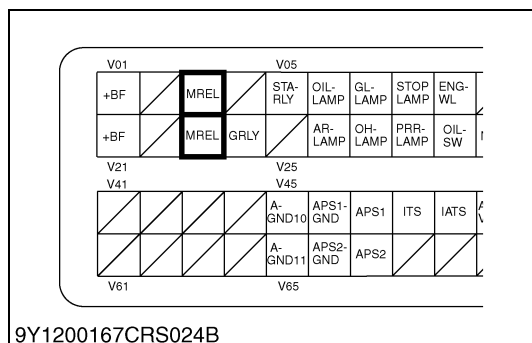 V01 V05
+BF MREL STA- OIL- GL- STOP ENG-
RLY LAMP LAMP LAMP WL
+BF MREL GRLY AR- OH- PRR- OIL-
LAMP LAMP LAMP SW
V21 V25
V41 V45
A- APS1- APS1 ITS IATS
GND10 GND
A- APS2- APS2
GND11 GND
V61 V65
9Y1200167CRS024B